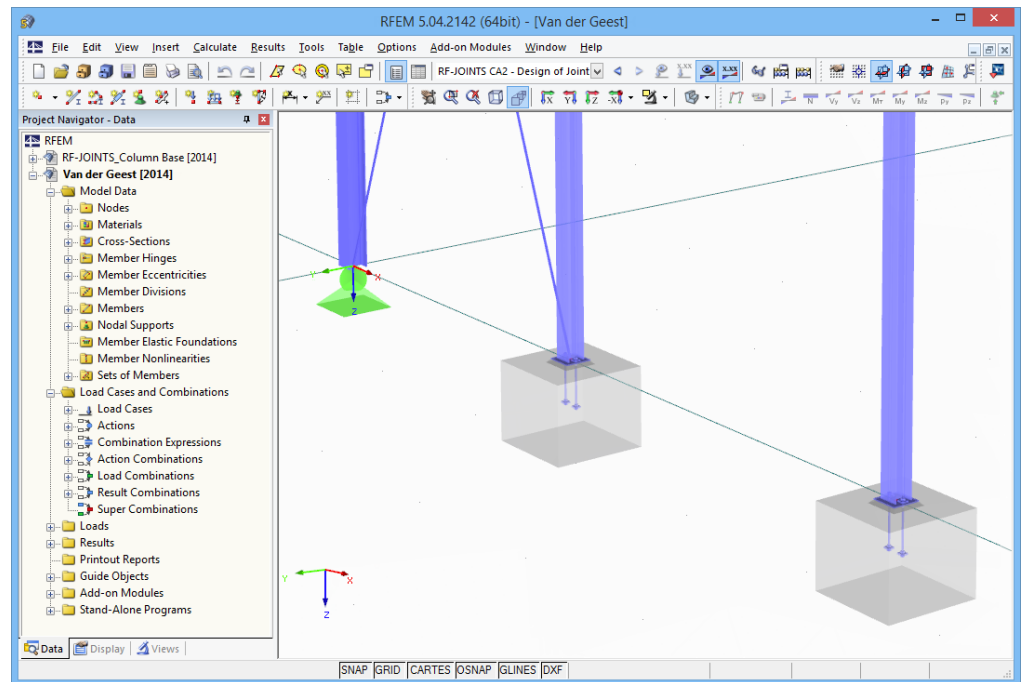 RFEM 5.04.2142 (64bit) - [Van der Geest]
File Edit View Insert Calculate Results Tools Table Options Add-on Modules Window Help
RF-JOINTS CA2 - Design of Joint
Project Navigator - Data
RFEM
RF-JOINTS_Column Base [2014]
Van der Geest [2014]
Model Data
Nodes
Materials
Cross-Sections
Member Hinges
Member Eccentricities
Member Divisions
Members
Nodal Supports
Member Elastic Foundations
Member Nonlinearities
Sets of Members
Load Cases and Combinations
Load Cases
Actions
Combination Expressions
Action Combinations
Load Combinations
Result Combinations
Super Combinations
Loads
Results
Printout Reports
Guide Objects
Add-on Modules
Stand-Alone Programs
Y X
Z
Y X
Z
Data Display Views
SNAP GRID CARTES OSNAP GLINES DXF